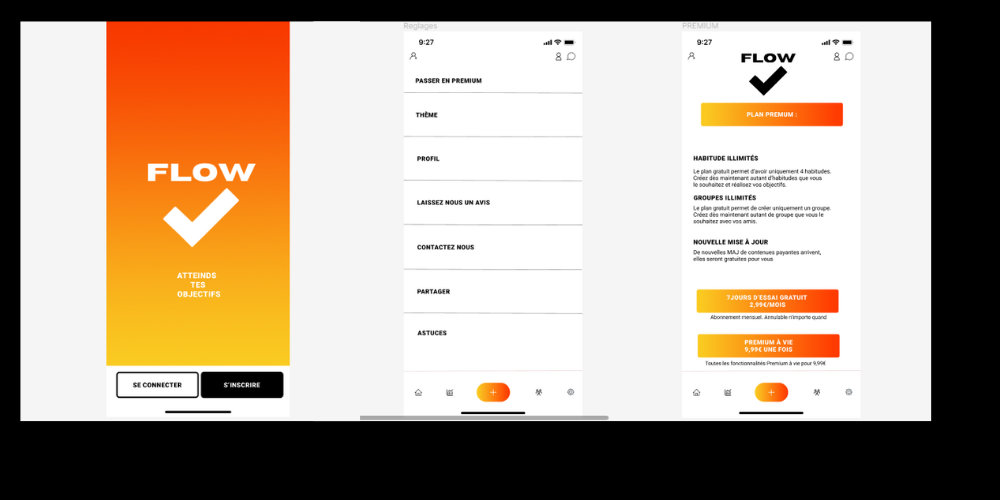 FLOW
ATTEINDS
TES
OBJECTIFS
SE CONNECTER
S'INSCRIRE
Reglages
9:27
PASSER EN PREMIUM
THÈME
PROFIL
LAISSEZ NOUS UN AVIS
CONTACTEZ NOUS
PARTAGER
ASTUCES
PREMIUM
9:27
FLOW
PLAN PREMUM :
HABITUDE ILLIMITÉS
Le plan gratuit permet d'avoir uniquement 4 habitudes.
Créez dès maintenant autant d'habitudes que vous
le souhaitez et réalisez vos objectifs.
GROUPES ILLIMITÉS
Le plan gratuit permet de créer uniquement un groupe.
Créez dès maintenant autant de groupe que vous le
souhaitez avec vos amis.
NOUVELLE MISE À JOUR
De nouvelles MAJ de contenues payantes arrivent,
elles seront gratuites pour vous
7JOURS D'ESSAI GRATUIT
2,99€/MOIS
Abonnement mensuel. Annulable n'importe quand
PREMIUM À VIE
9,99€ UNE FOIS
Toutes les fonctionnalités Premium à vie pour 9,99€